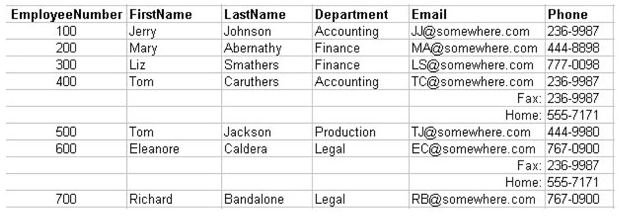 EmployeeNumber FirstName LastName Department Email Phone
100 Jerry Johnson Accounting JJ@somewhere.com 236-9987
200 Mary Abernathy Finance MA@somewhere.com 444-8898
300 Liz Smathers Finance LS@somewhere.com 777-0098
400 Tom Caruthers Accounting TC@somewhere.com 236-9987
Fax: 236-9987
Home: 555-7171
500 Tom Jackson Production TJ@somewhere.com 444-9980
600 Eleanore Caldera Legal EC@somewhere.com 767-0900
Fax: 236-9987
Home: 555-7171
700 Richard Bandalone Legal RB@somewhere.com 767-0900